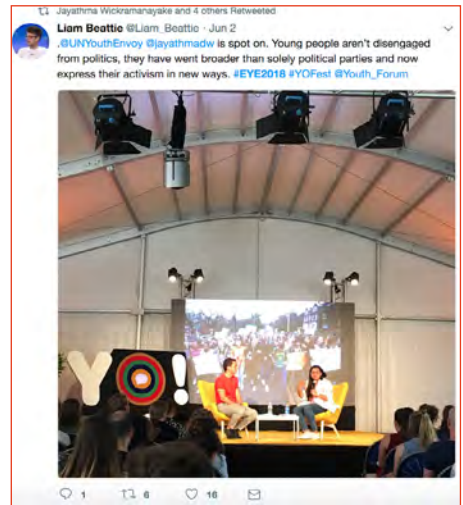 Jayathma Wickramanayake and 4 others Retweeted
Liam Beattie @Liam_Beattie · Jun 2
.@UNYouthEnvoy @jayathmadw is spot on. Young people aren't disengaged
from politics, they have went broader than solely political parties and now
express their activism in new ways. #EYE2018 #YOFest @Youth_Forum
YO!
1 6 16